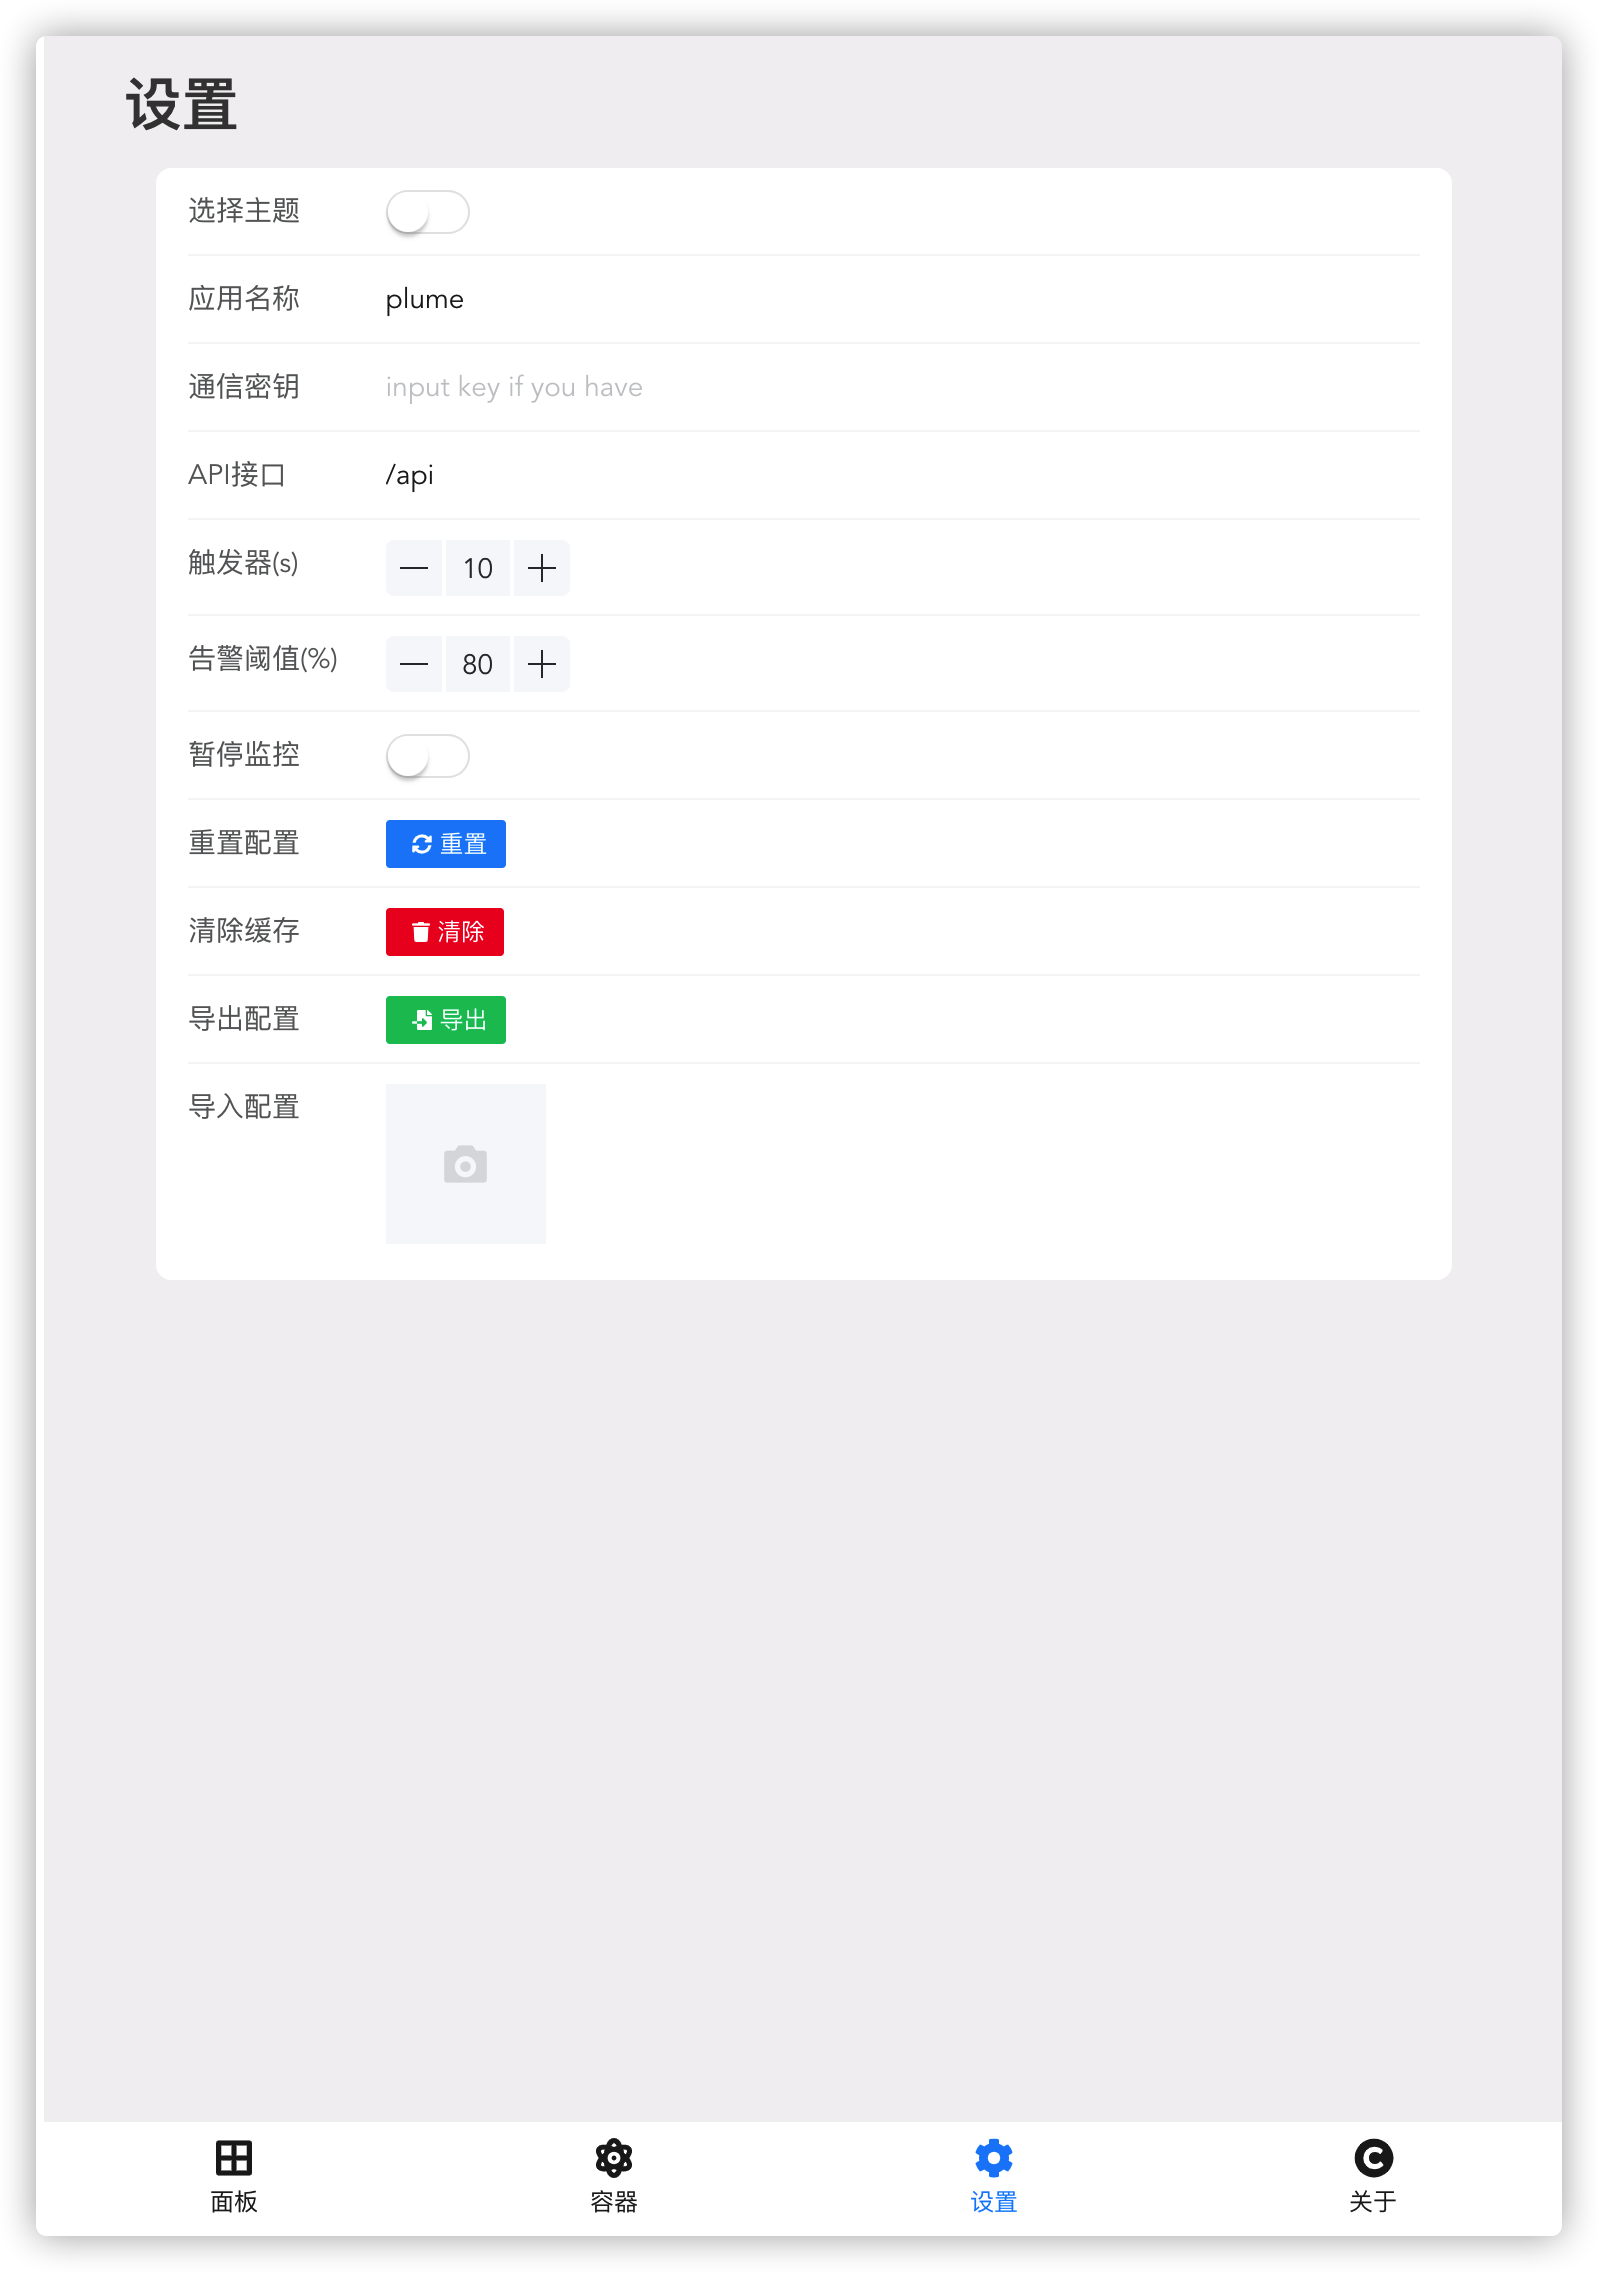 设置
选择主题
应用名称 plume
通信密钥 input key if you have
API接口 /api
触发器(s) 10
告警阈值(%) 80
暂停监控
重置配置 重置
清除缓存 清除
导出配置 导出
导入配置
面板 容器 设置 关于